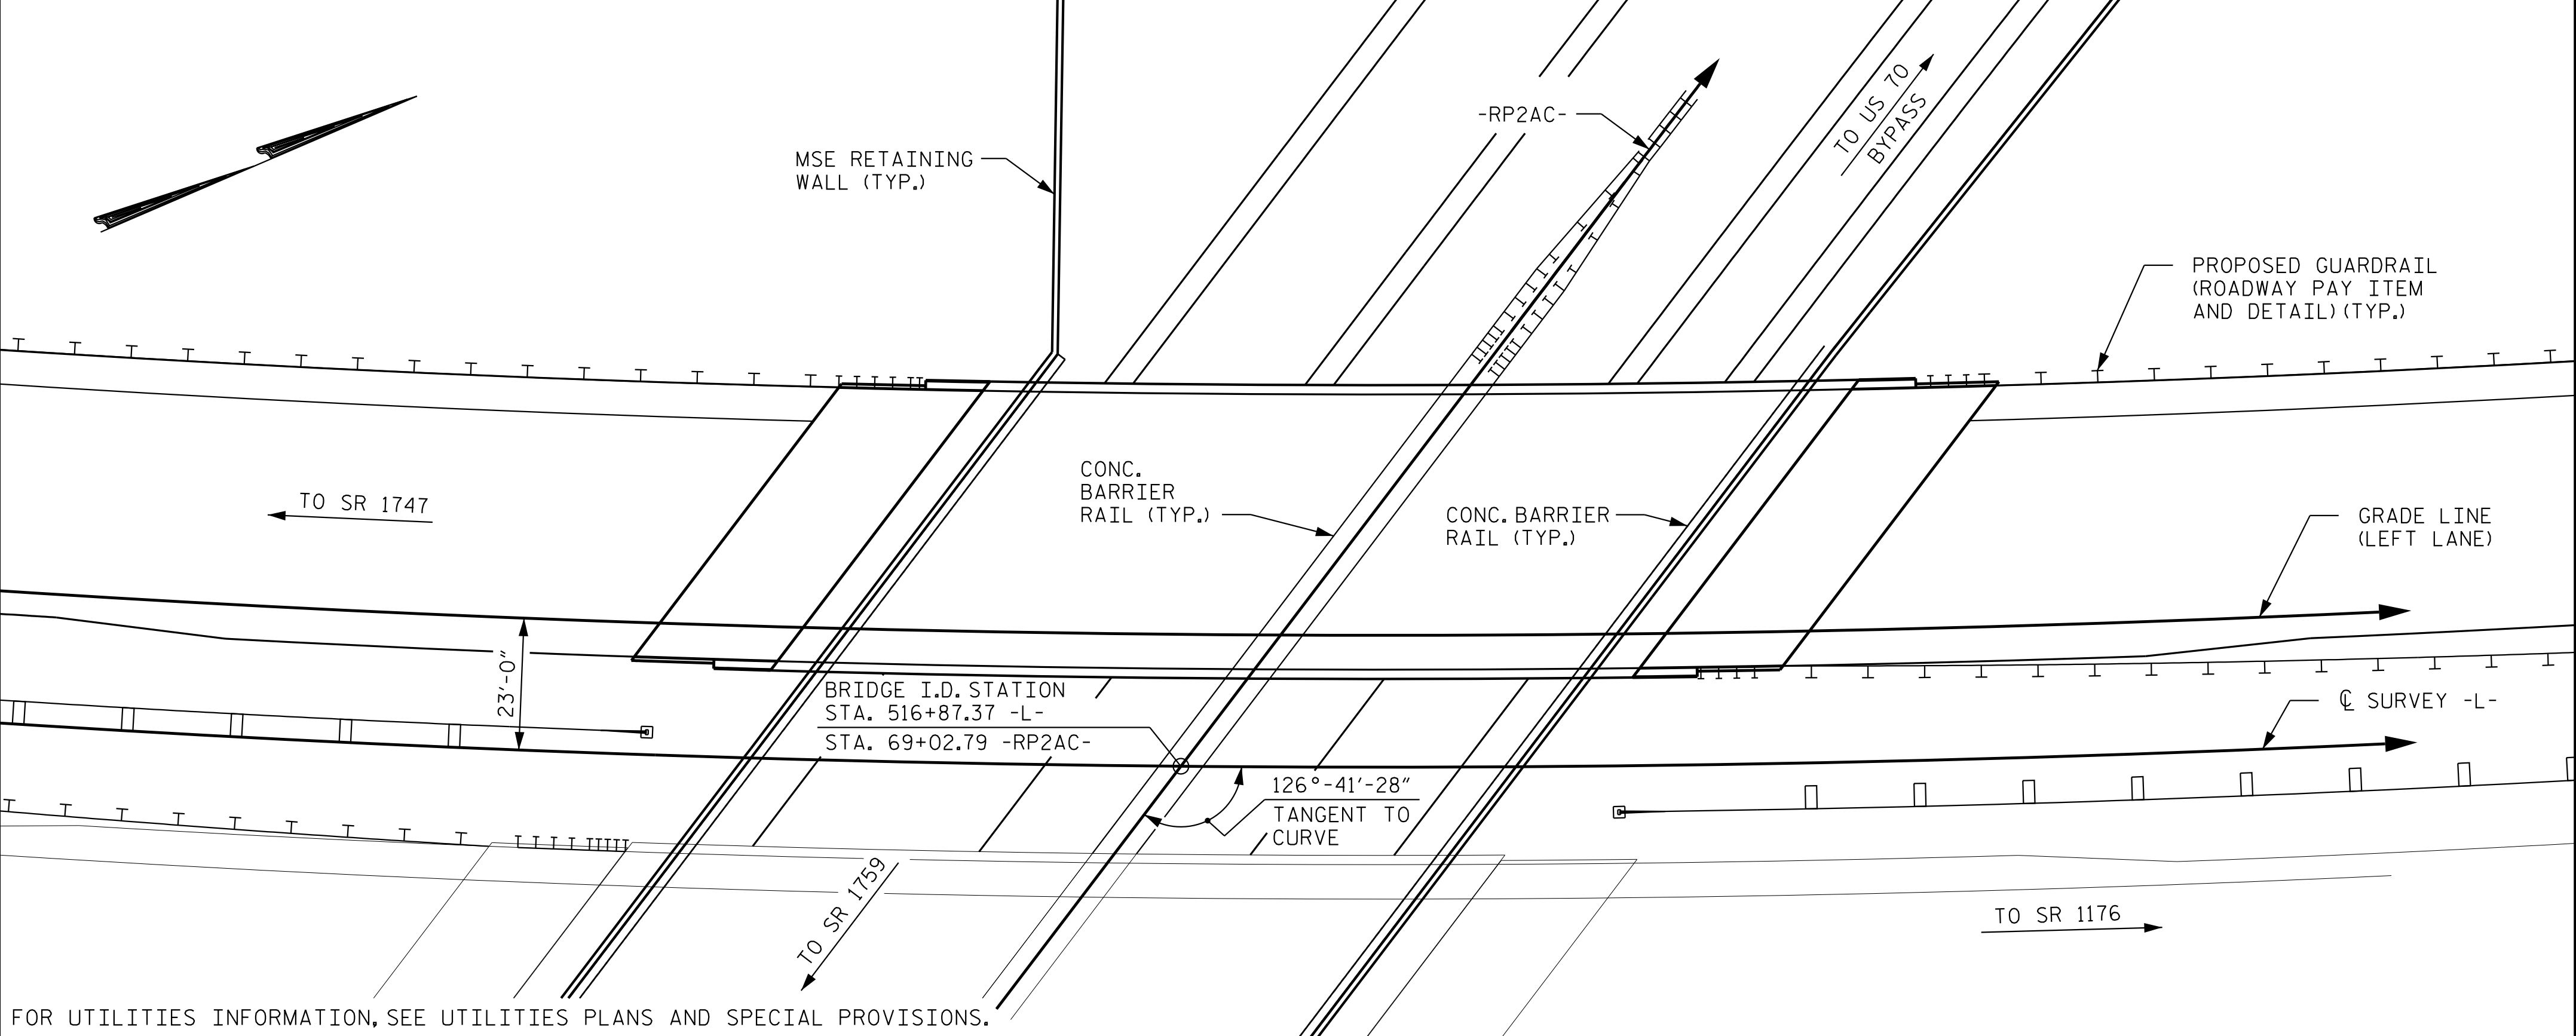 -RP2AC-
TO US 70
BYPASS
MSE RETAINING
WALL (TYP.)
PROPOSED GUARDRAIL
(ROADWAY PAY ITEM
AND DETAIL) (TYP.)
CONC.
BARRIER
RAIL (TYP.)
TO SR 1747
CONC. BARRIER
RAIL (TYP.)
GRADE LINE
(LEFT LANE)
23'-0"
BRIDGE I.D. STATION
STA. 516+87.37 -L-
STA. 69+02.79 -RP2AC-
℄ SURVEY -L-
126°-41'-28"
TANGENT TO
CURVE
TO SR 1759
TO SR 1176
FOR UTILITIES INFORMATION, SEE UTILITIES PLANS AND SPECIAL PROVISIONS.